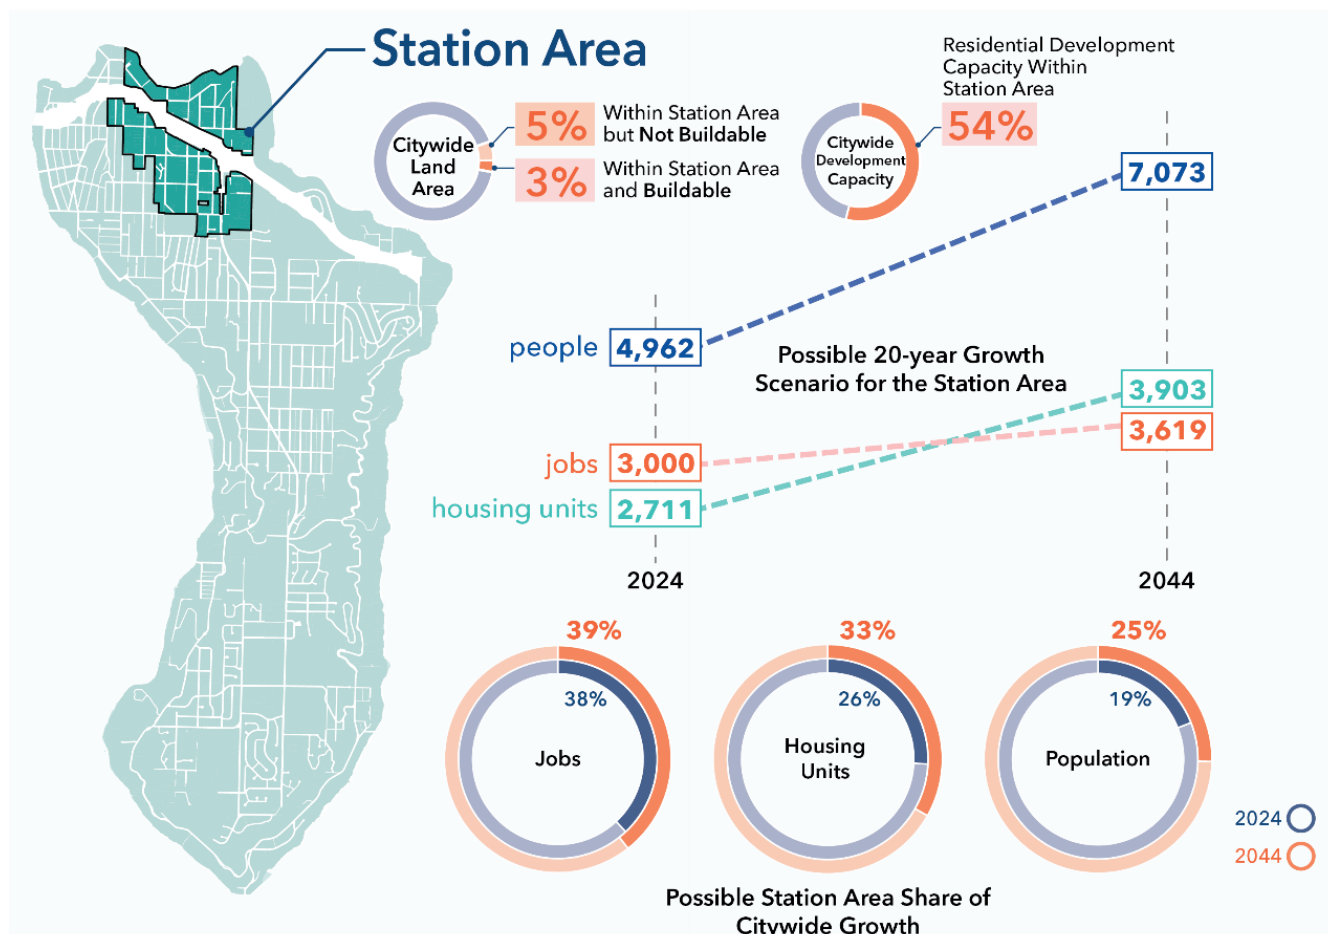 Station Area
Citywide
Land
Area
5%
Within Station Area
but Not Buildable
3%
Within Station Area
and Buildable
Citywide
Development
Capacity
Residential Development
Capacity Within
Station Area
54%
7,073
people
4,962
Possible 20-year Growth
Scenario for the Station Area
3,903
3,619
jobs
3,000
housing units
2,711
2024
2044
39%
38%
Jobs
33%
26%
Housing
Units
25%
19%
Population
2024
2044
Possible Station Area Share of
Citywide Growth